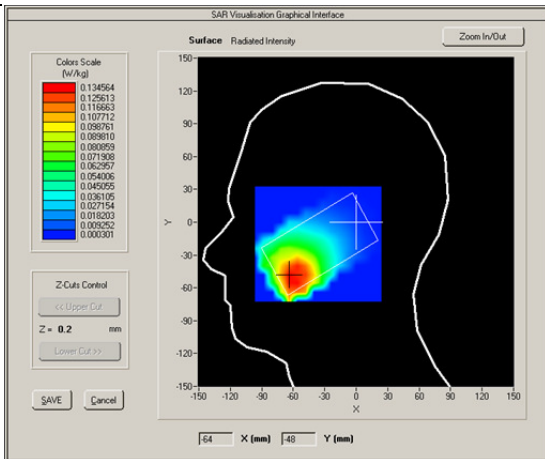 SAR Visualisation Graphical Interface
Surface Radiated Intensity
Zoom In/Out
Colors Scale
(W/kg)
0.134564
0.125613
0.116663
0.107712
0.098761
0.089810
0.080859
0.071908
0.062957
0.054006
0.045055
0.036105
0.027154
0.018203
0.009252
0.000301
Z-Cuts Control
<< Upper Cut
Z = 0.2 mm
Lower Cut >>
SAVE
Cancel
150
120
90
60
30
0
-30
-60
-90
-120
-150
Y
-150 -120 -90 -60 -30 0 30 60 90 120 150
X
-64 X (mm) -48 Y (mm)